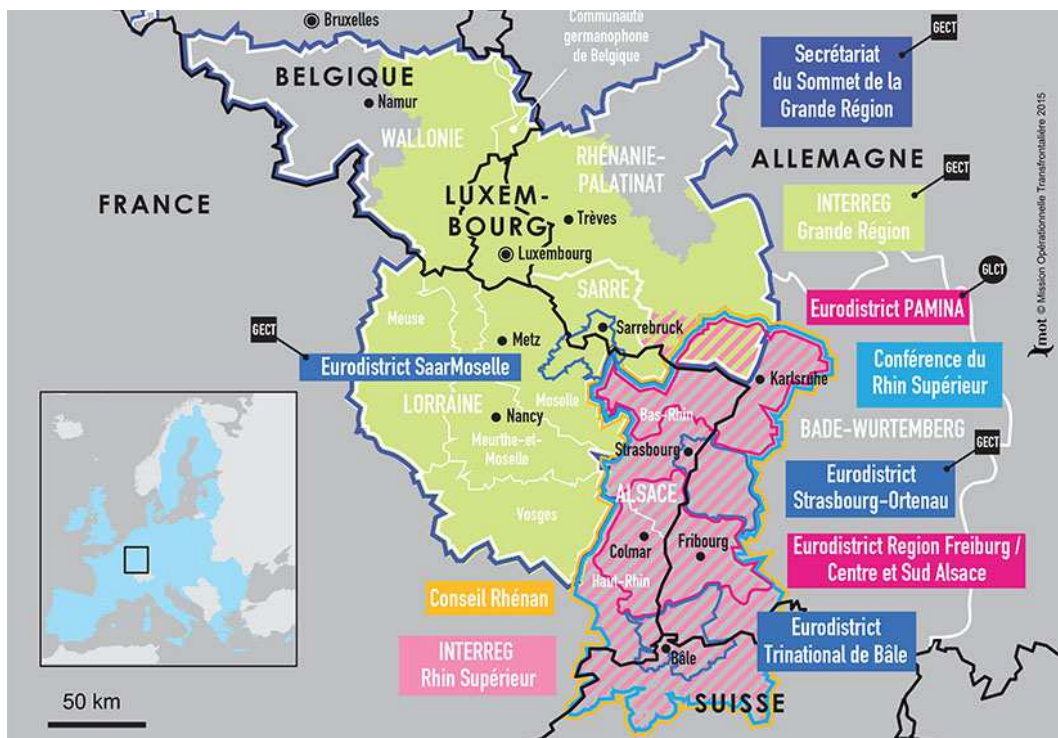 Bruxelles
Communauté
germanophone
de Belgique
GECT
Secrétariat
du Sommet de la
Grande Région
BELGIQUE
Namur
WALLONIE
RHÉNANIE-
PALATINAT
ALLEMAGNE
GECT
FRANCE
LUXEM-
BOURG
Trèves
INTERREG
Grande Région
Luxembourg
SARRE
GLCT
Eurodistrict PAMINA
Meuse
Metz
Sarrebruck
GECT
Eurodistrict SaarMoselle
Conférence du
Rhin Supérieur
Karlsruhe
LORRAINE
Moselle
Nancy
Bas-Rhin
BADE-WURTEMBERG
Meurthe-et-
Moselle
Strasbourg
GECT
Eurodistrict
Strasbourg-Ortenau
ALSACE
Vosges
Colmar
Fribourg
Eurodistrict Region Freiburg /
Centre et Sud Alsace
Haut-Rhin
Conseil Rhénan
INTERREG
Rhin Supérieur
Eurodistrict
Trinational de Bâle
Bâle
SUISSE
50 km
mot © Mission Opérationnelle Transfrontalière 2015